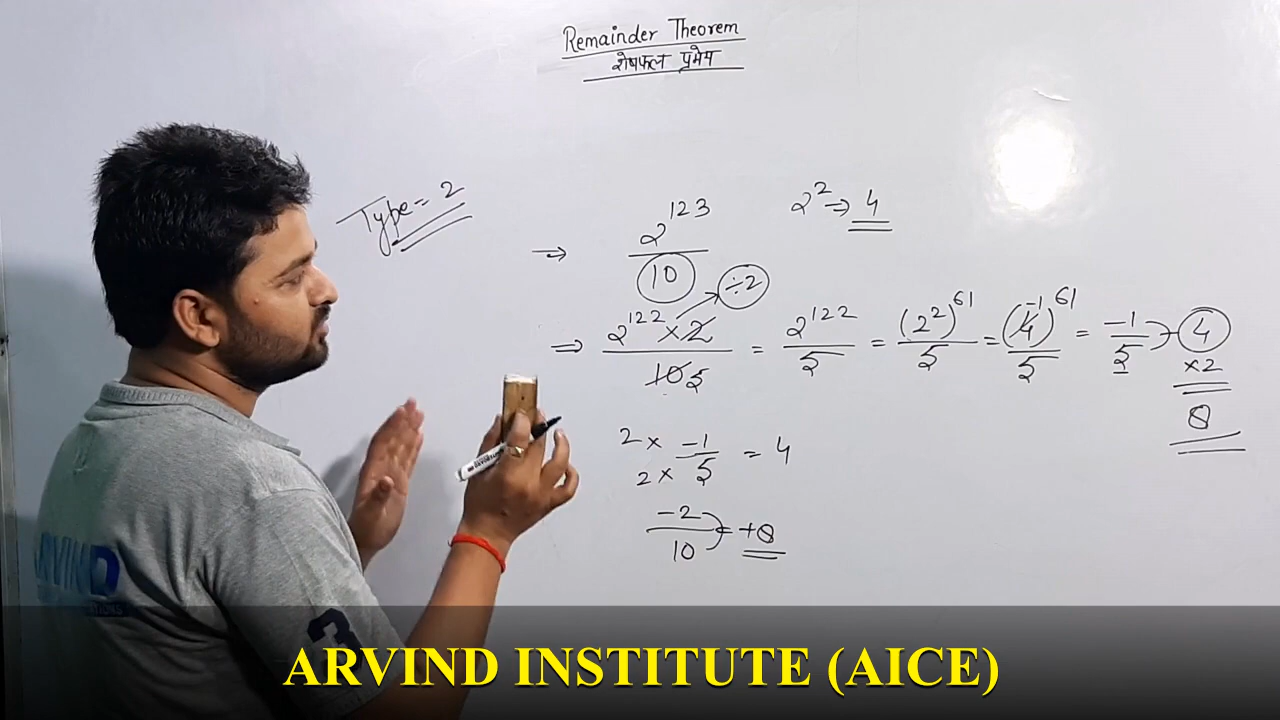 Remainder Theorem
शेषफल प्रमेय
Type = 2
→ 2^123 / 10
2^2 → 4
÷2
→ 2^122 × 2 / 10 5 = 2^122 / 5 = (2^2)^61 / 5 = (4 -1)^61 / 5 = -1 / 5 → 4
×2
8
2 × -1 / 2 × 5 = 4
-2 / 10 = +8
ARVIND
3
ARVIND INSTITUTE (AICE)